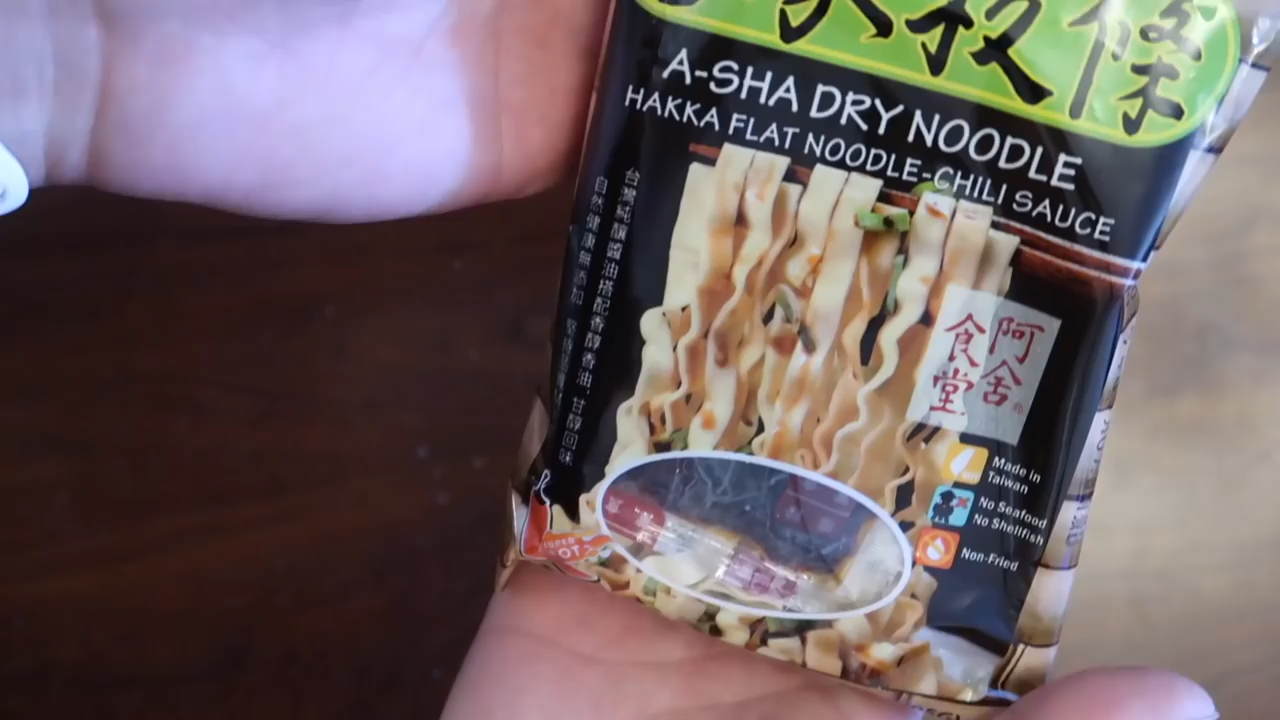 板條
A-SHA DRY NOODLE
HAKKA FLAT NOODLE-CHILI SAUCE
台灣純釀醬油搭配香醇香油,甘醇回味
自然健康無添加
阿舍
食堂
Made in
Taiwan
No Seafood
No Shellfish
Non-Fried